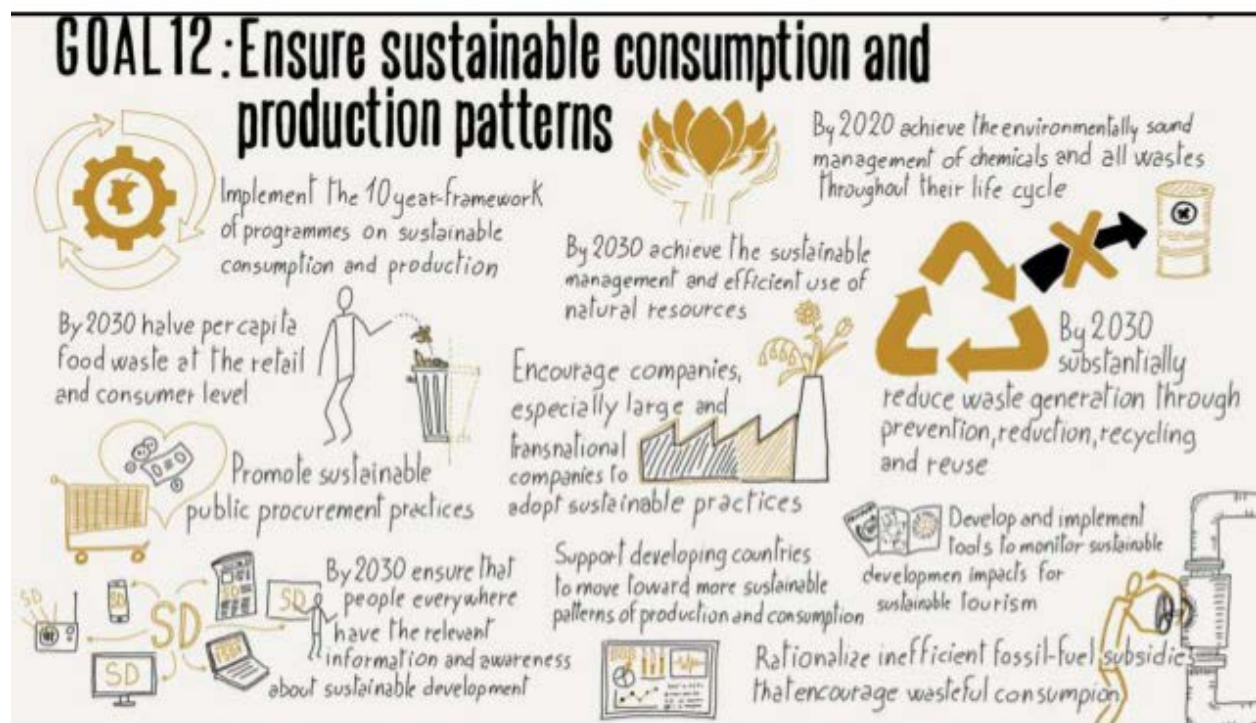 GOAL 12: Ensure sustainable consumption and
production patterns
Implement the 10 year-framework
of programmes on sustainable
consumption and production
By 2030 achieve the sustainable
management and efficient use of
natural resources
By 2020 achieve the environmentally sound
management of chemicals and all wastes
throughout their life cycle
By 2030 halve per capita
food waste at the retail
and consumer level
Encourage companies,
especially large and
transnational
companies to
adopt sustainable practices
By 2030
substantially
reduce waste generation through
prevention, reduction, recycling
and reuse
Promote sustainable
public procurement practices
Develop and implement
tools to monitor sustainable
developmen impacts for
sustainable tourism
SD
SD
SD
SD
SD
SD
By 2030 ensure that
people everywhere
have the relevant
information and awareness
about sustainable development
Support developing countries
to move toward more sustainable
patterns of production and consumption
Rationalize inefficient fossil-fuel subsidie
that encourage wasteful consumpion